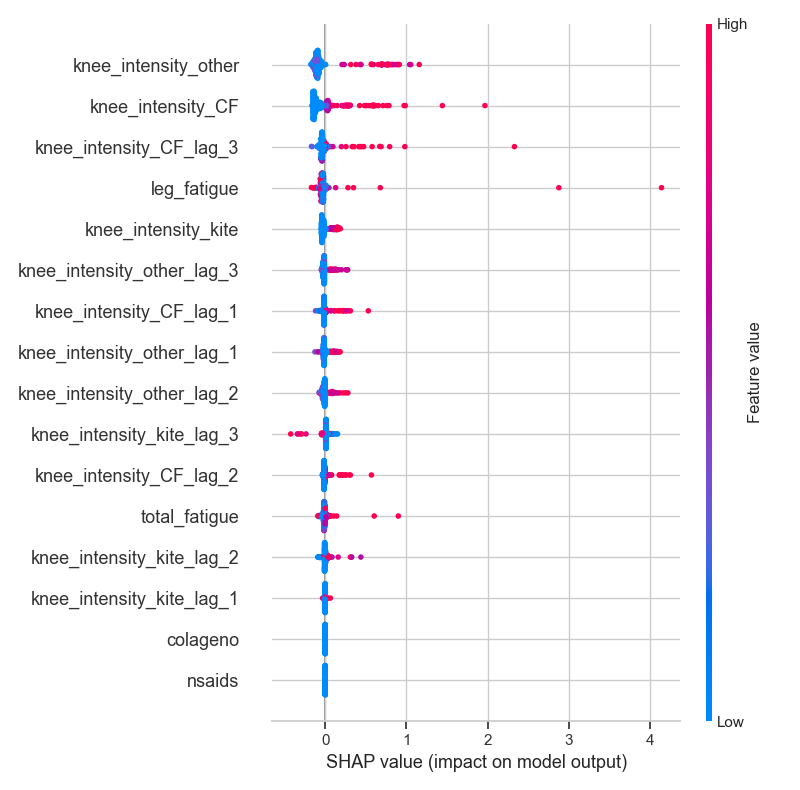 High
knee_intensity_other
knee_intensity_CF
knee_intensity_CF_lag_3
leg_fatigue
knee_intensity_kite
knee_intensity_other_lag_3
knee_intensity_CF_lag_1
knee_intensity_other_lag_1
knee_intensity_other_lag_2
knee_intensity_kite_lag_3
knee_intensity_CF_lag_2
total_fatigue
knee_intensity_kite_lag_2
knee_intensity_kite_lag_1
colageno
nsaids
Feature value
Low
0 1 2 3 4
SHAP value (impact on model output)